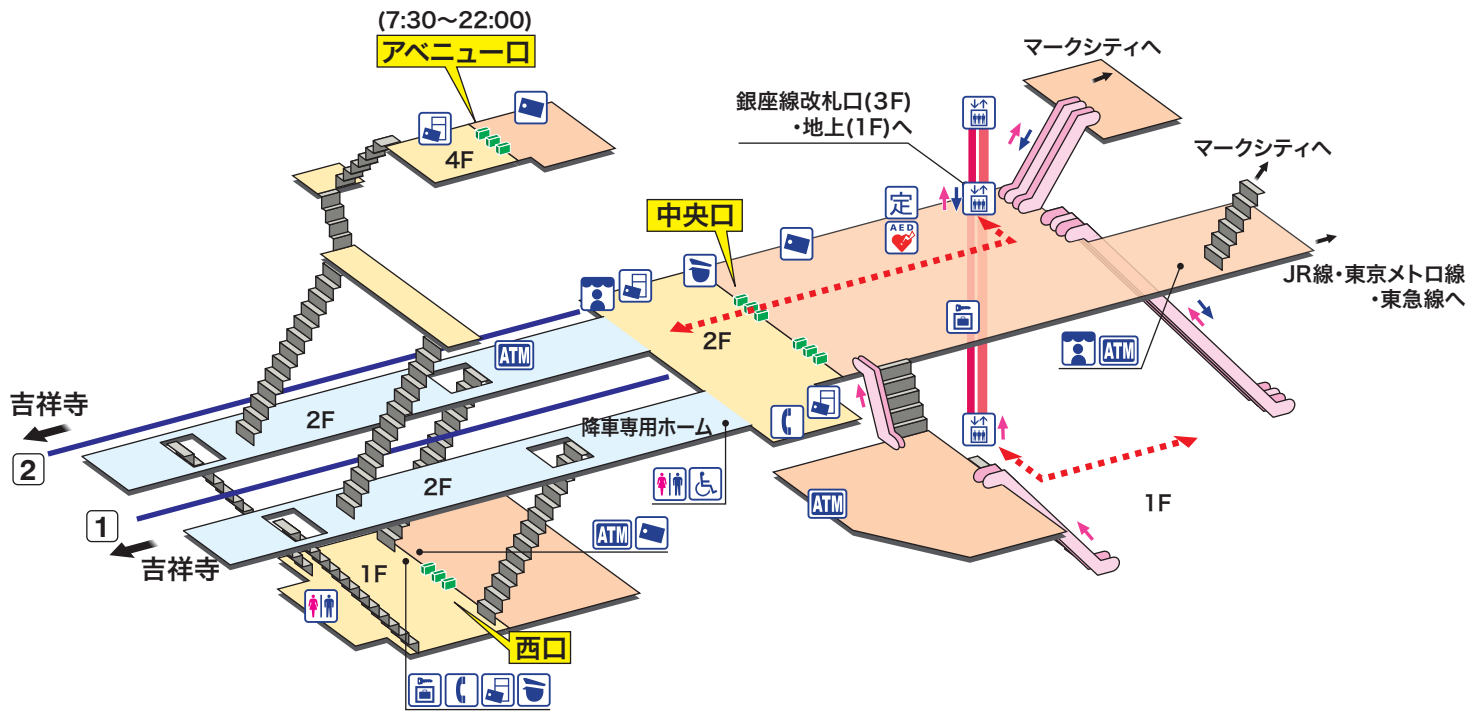 (7:30〜22:00)
アベニュー口
マークシティへ
銀座線改札口(3F)
・地上(1F)へ
4F
マークシティへ
定
中央口
AED
JR線・東京メトロ線
・東急線へ
2F
ATM
ATM
吉祥寺
2F
降車専用ホーム
2
2F
ATM
1F
1
ATM
吉祥寺
1F
西口